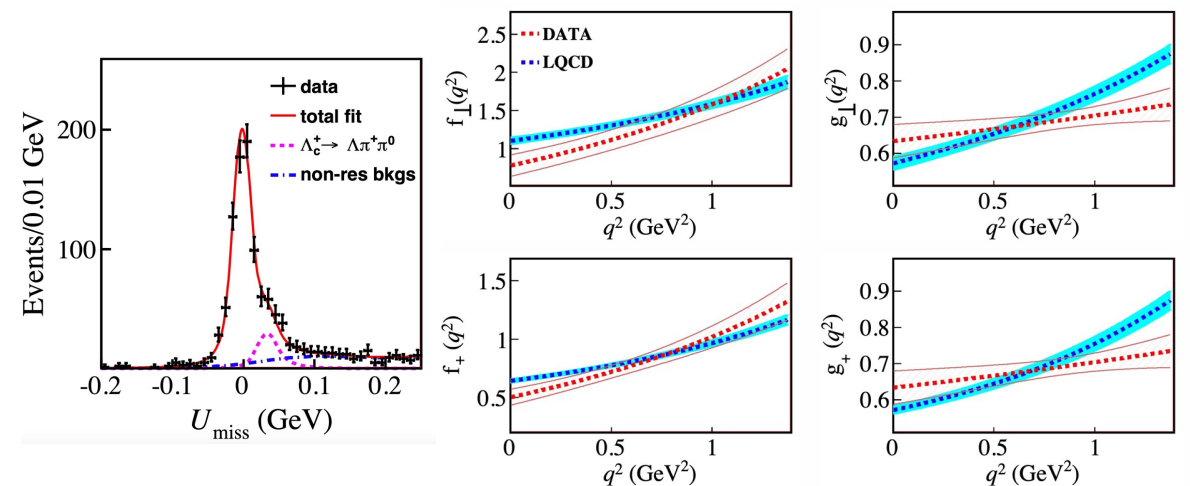 Events/0.01 GeV
200
100
data
total fit
Λc+→ Λπ+π0
non-res bkgs
-0.2 -0.1 0 0.1 0.2
Umiss (GeV)
f⊥(q2)
2.5
2
1.5
1
DATA
LQCD
0 0.5 1
q2 (GeV2)
g⊥(q2)
0.9
0.8
0.7
0.6
0 0.5 1
q2 (GeV2)
f+ (q2)
1.5
1
0.5
0 0.5 1
q2 (GeV2)
g+ (q2)
0.9
0.8
0.7
0.6
0 0.5 1
q2 (GeV2)